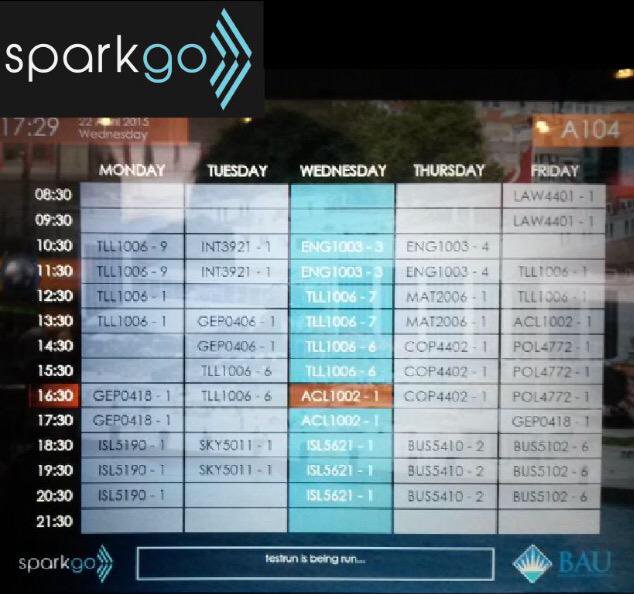 sparkgo
17:29 22 April 2015 A104
Wednesday
MONDAY TUESDAY WEDNESDAY THURSDAY FRIDAY
08:30 LAW4401 - 1
09:30 LAW4401 - 1
10:30 TLL1006 - 9 INT3921 - 1 ENG1003 - 3 ENG1003 - 4
11:30 TLL1006 - 9 INT3921 - 1 ENG1003 - 3 ENG1003 - 4 TLL1006 - 1
12:30 TLL1006 - 1 TLL1006 - 7 MAT2006 - 1 TLL1006 - 1
13:30 TLL1006 - 1 GEP0406 - 1 TLL1006 - 7 MAT2006 - 1 ACL1002 - 1
14:30 GEP0406 - 1 TLL1006 - 6 COP4402 - 1 POL4772 - 1
15:30 TLL1006 - 6 TLL1006 - 6 COP4402 - 1 POL4772 - 1
16:30 GEP0418 - 1 TLL1006 - 6 ACL1002 - 1 COP4402 - 1 POL4772 - 1
17:30 GEP0418 - 1 ACL1002 - 1 GEP0418 - 1
18:30 ISL5190 - 1 SKY5011 - 1 ISL5621 - 1 BUS5410 - 2 BUS5102 - 6
19:30 ISL5190 - 1 SKY5011 - 1 ISL5621 - 1 BUS5410 - 2 BUS5102 - 6
20:30 ISL5190 - 1 ISL5621 - 1 BUS5410 - 2 BUS5102 - 6
21:30
sparkgo testrun is being run... BAU